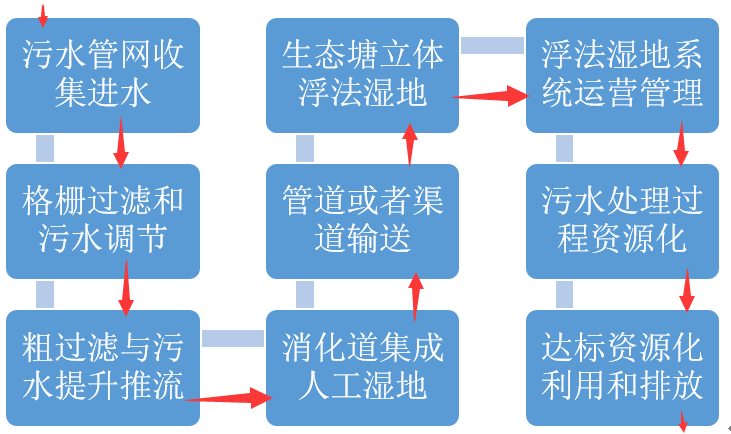 污水管网收
集进水
格栅过滤和
污水调节
粗过滤与污
水提升推流
消化道集成
人工湿地
管道或者渠
道输送
生态塘立体
浮法湿地
浮法湿地系
统运营管理
污水处理过
程资源化
达标资源化
利用和排放